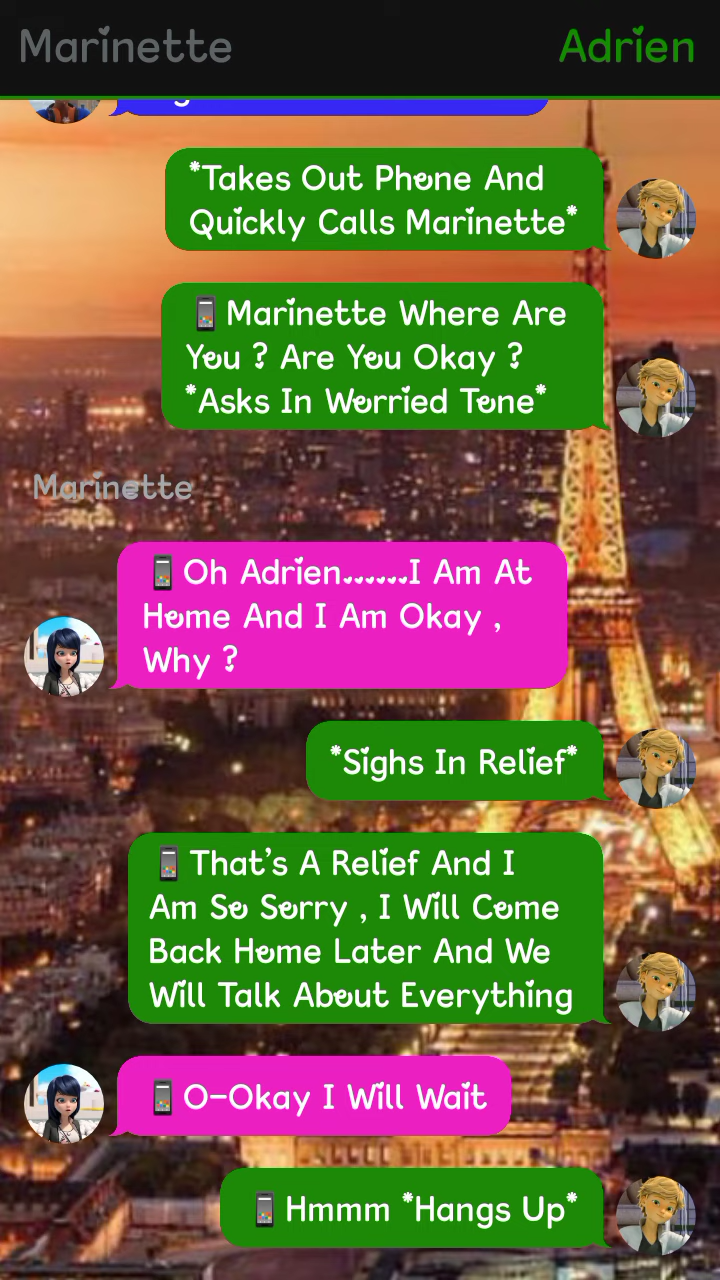 Marinette
Adrien
*Takes Out Phone And
Quickly Calls Marinette*
📱Marinette Where Are
You ? Are You Okay ?
*Asks In Worried Tone*
Marinette
📱Oh Adrien......I Am At
Home And I Am Okay ,
Why ?
*Sighs In Relief*
📱That's A Relief And I
Am So Sorry , I Will Come
Back Home Later And We
Will Talk About Everything
📱O-Okay I Will Wait
📱Hmmm *Hangs Up*